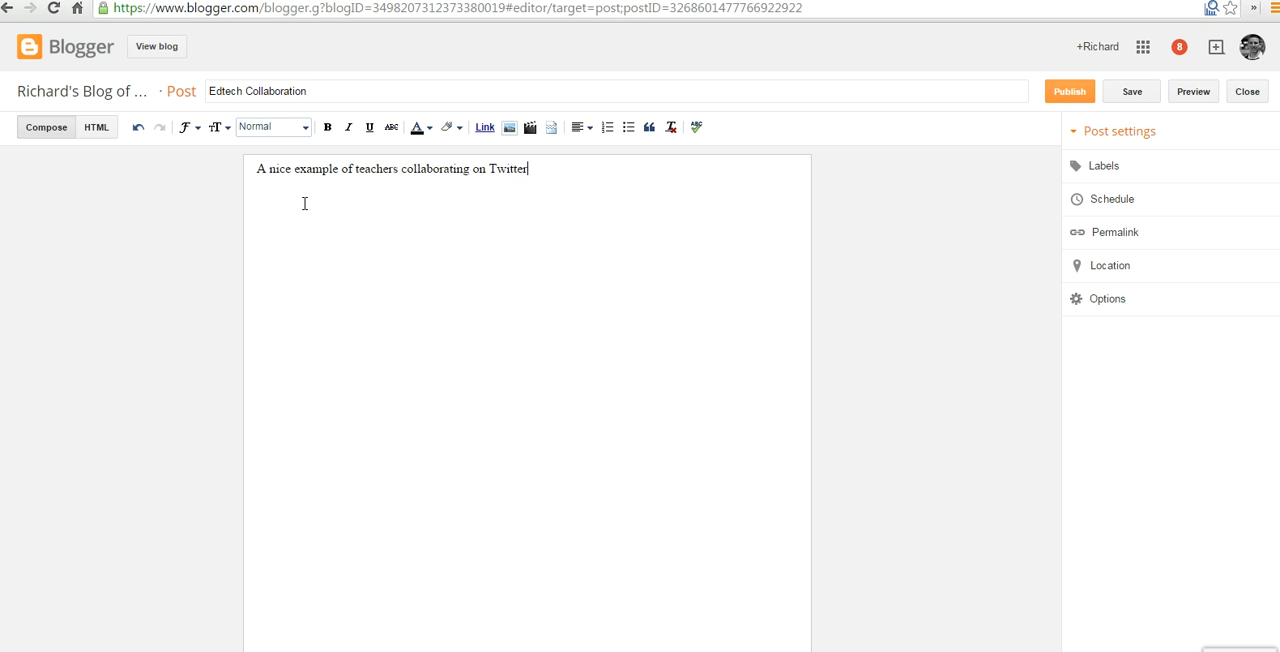 https://www.blogger.com/blogger.g?blogID=3498207312373380019#editor/target=post;postID=3268601477766922922 »
Blogger View blog +Richard 8
Richard's Blog of ... · Post Edtech Collaboration Publish Save Preview Close
Compose HTML Normal B I U ABC A Link ABC
Post settings
A nice example of teachers collaborating on Twitter
Labels
Schedule
Permalink
Location
Options